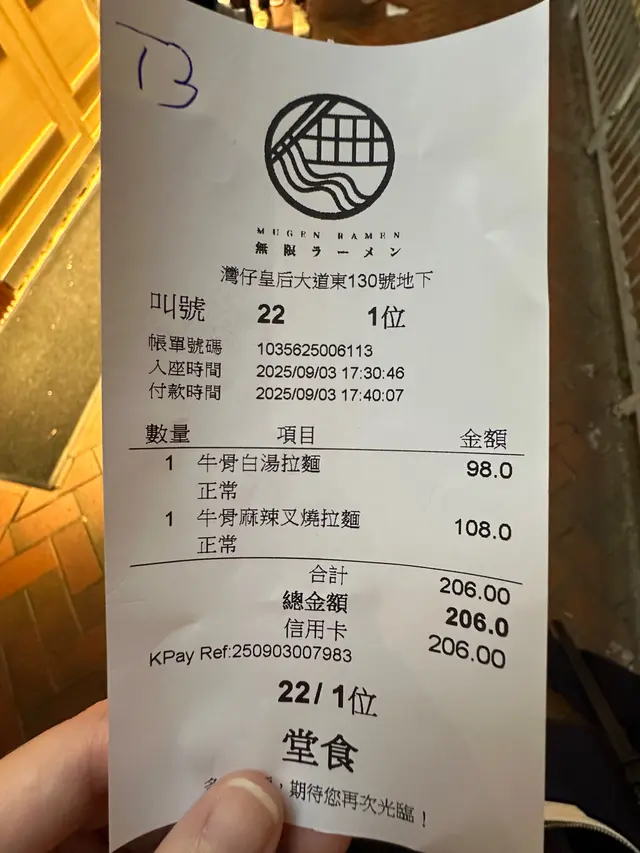 13
MUGEN RAMEN
無限ラーメン
灣仔皇后大道東130號地下
叫號 22 1位
帳單號碼 1035625006113
入座時間 2025/09/03 17:30:46
付款時間 2025/09/03 17:40:07
數量 項目 金額
1 牛骨白湯拉麵 98.0
正常
1 牛骨麻辣叉燒拉麵 108.0
正常
合計 206.00
總金額 206.0
信用卡 206.00
KPay Ref:250903007983
22/ 1位
堂食
，期待您再次光臨！